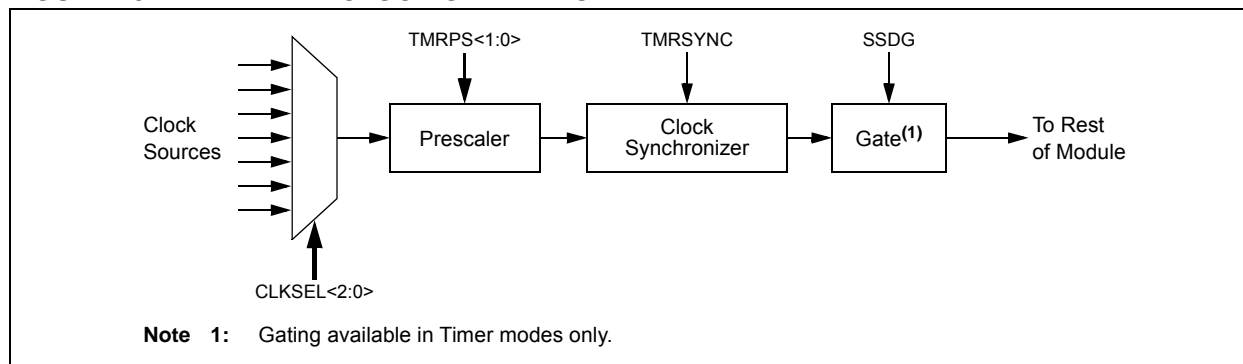 TMRPS<1:0>
TMRSYNC
SSDG
Clock
Sources
Prescaler
Clock
Synchronizer
Gate(1)
To Rest
of Module
CLKSEL<2:0>
Note 1: Gating available in Timer modes only.